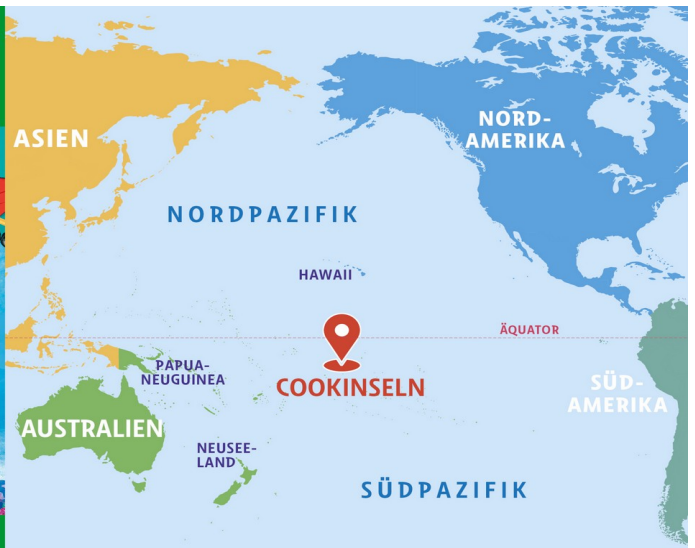 ASIEN
NORD-
AMERIKA
NORDPAZIFIK
HAWAII
ÄQUATOR
PAPUA-
NEUGUINEA
COOKINSELN
SÜD-
AMERIKA
AUSTRALIEN
NEUSEE-
LAND
SÜDPAZIFIK